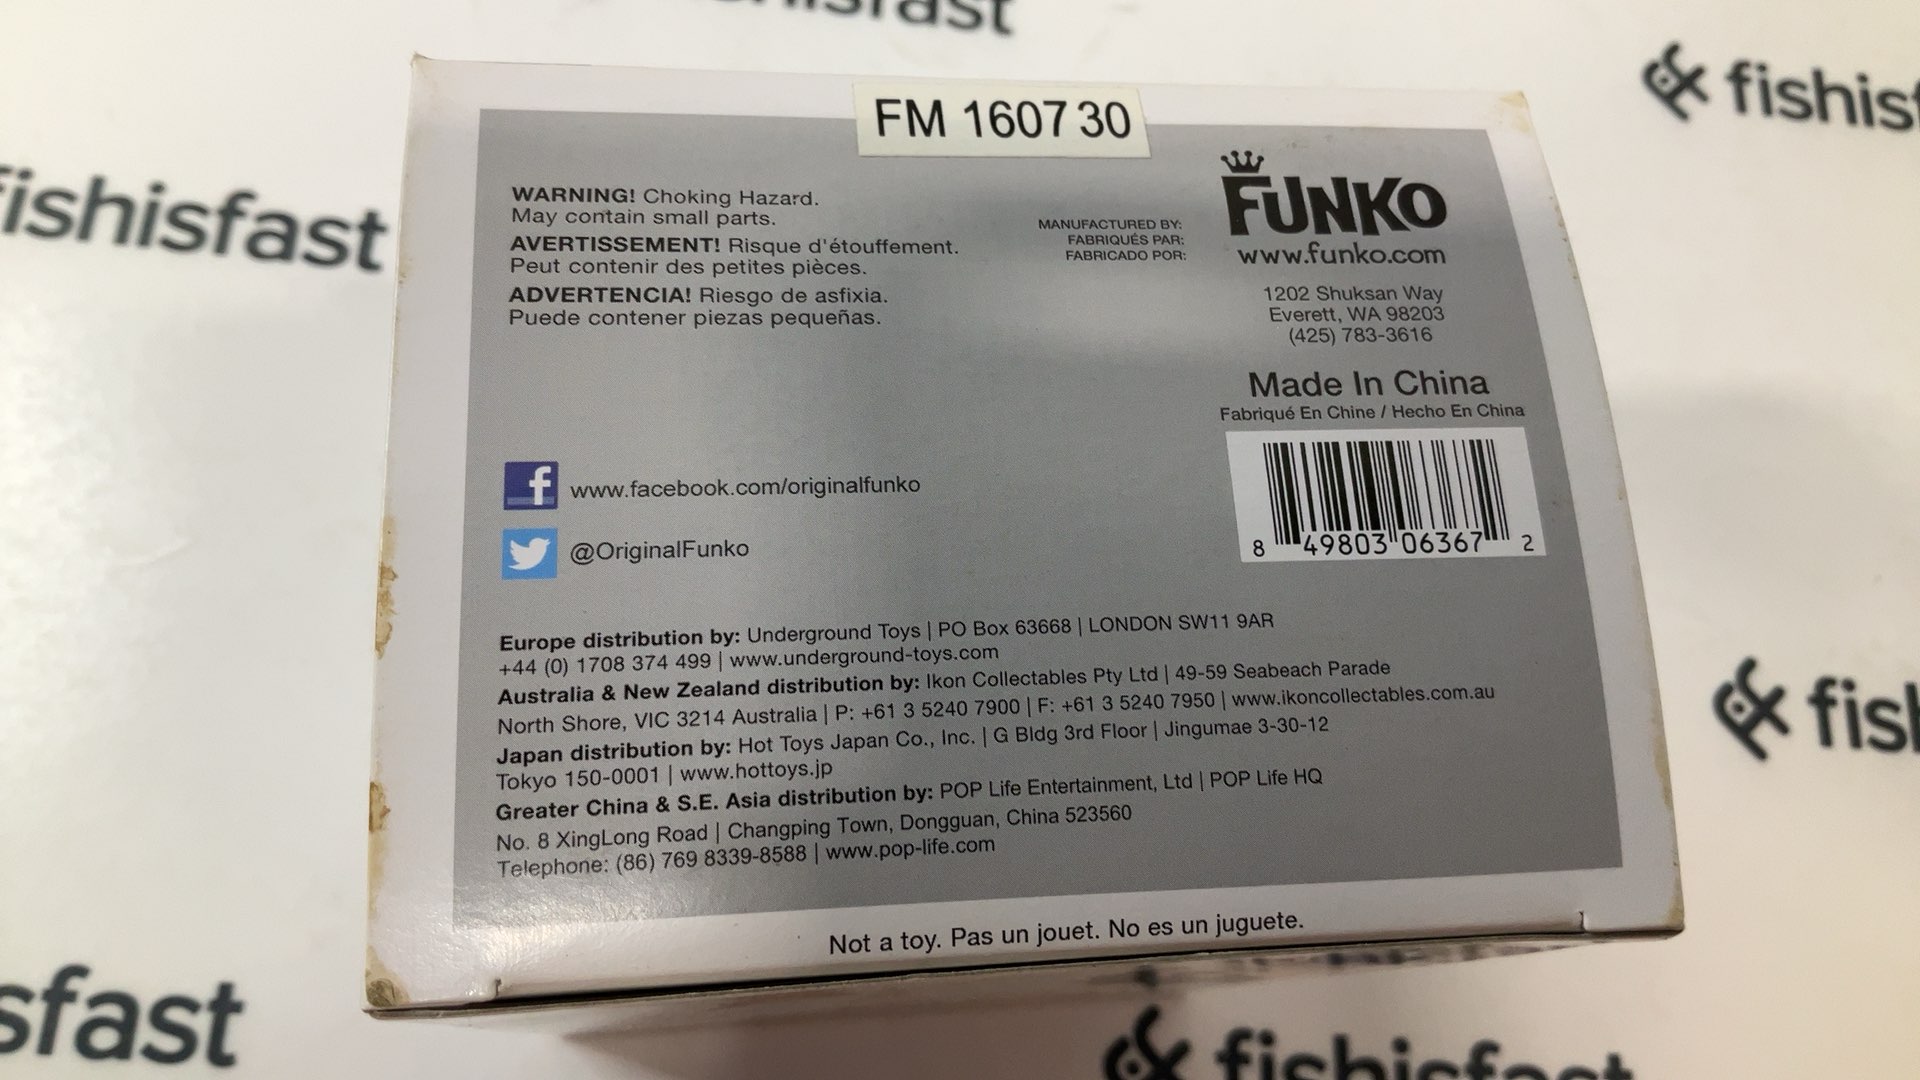 FM 160730
WARNING! Choking Hazard.
May contain small parts.
AVERTISSEMENT! Risque d'étouffement.
Peut contenir des petites pièces.
ADVERTENCIA! Riesgo de asfixia.
Puede contener piezas pequeñas.
MANUFACTURED BY:
FABRIQUÉS PAR:
FABRICADO POR:
FUNKO
www.funko.com
1202 Shuksan Way
Everett, WA 98203
(425) 783-3616
Made In China
Fabriqué En Chine / Hecho En China
8 49803 06367 2
f www.facebook.com/originalfunko
@OriginalFunko
Europe distribution by: Underground Toys | PO Box 63668 | LONDON SW11 9AR
+44 (0) 1708 374 499 | www.underground-toys.com
Australia & New Zealand distribution by: Ikon Collectables Pty Ltd | 49-59 Seabeach Parade
North Shore, VIC 3214 Australia | P: +61 3 5240 7900 | F: +61 3 5240 7950 | www.ikoncollectables.com.au
Japan distribution by: Hot Toys Japan Co., Inc. | G Bldg 3rd Floor | Jingumae 3-30-12
Tokyo 150-0001 | www.hottoys.jp
Greater China & S.E. Asia distribution by: POP Life Entertainment, Ltd | POP Life HQ
No. 8 XingLong Road | Changping Town, Dongguan, China 523560
Telephone: (86) 769 8339-8588 | www.pop-life.com
Not a toy. Pas un jouet. No es un juguete.
fishisfast
fishisf
fish
sfast
fishisfast